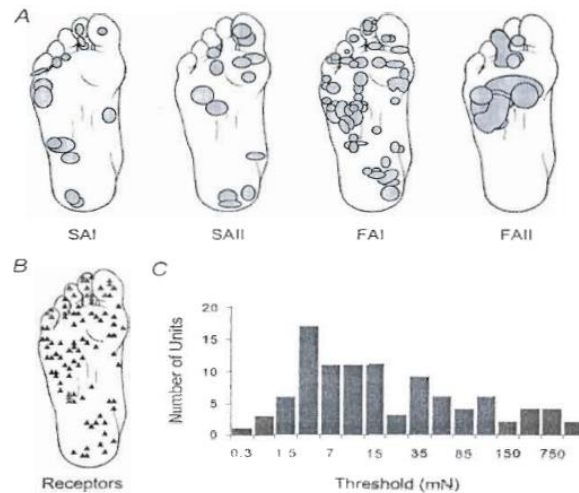 A
SAI SAII FAI FAII
B C
Number of Units
20
15
10
5
0
0.3 1.5 7 15 35 85 150 750
Receptors Threshold (mN)